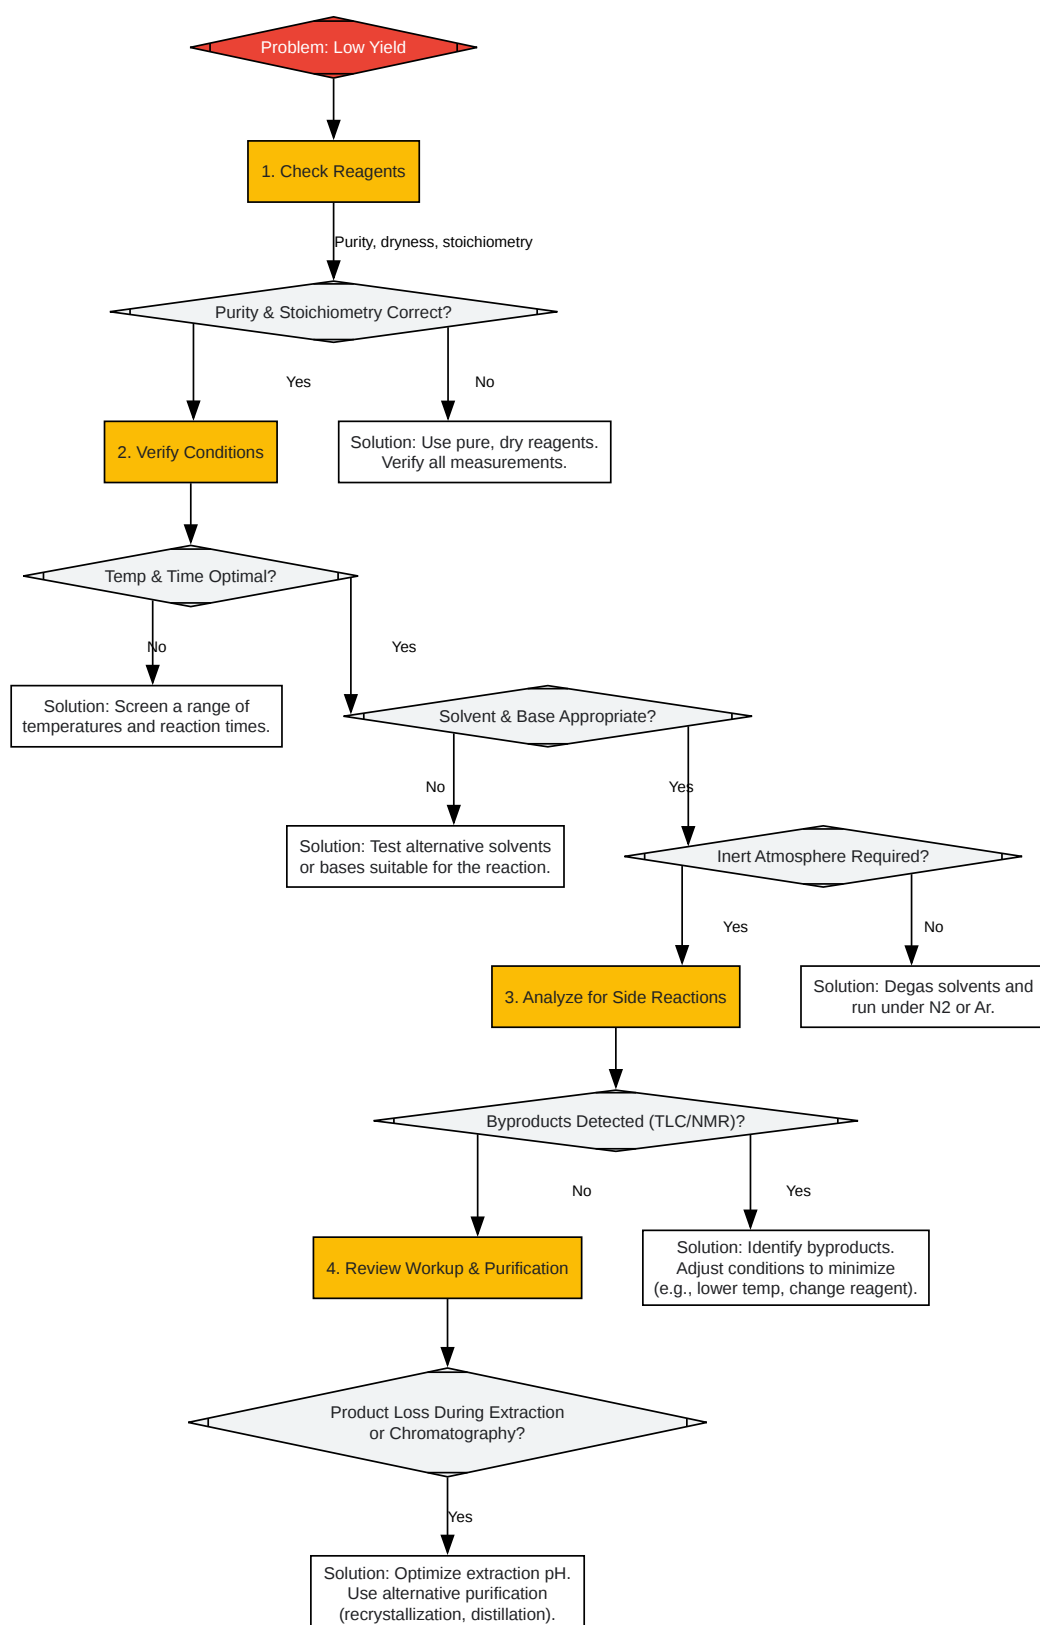 Problem: Low Yield
1. Check Reagents
Purity, dryness, stoichiometry
Purity & Stoichiometry Correct?
Yes
No
2. Verify Conditions
Solution: Use pure, dry reagents.
Verify all measurements.
Temp & Time Optimal?
No
Yes
Solution: Screen a range of
temperatures and reaction times.
Solvent & Base Appropriate?
No
Yes
Solution: Test alternative solvents
or bases suitable for the reaction.
Inert Atmosphere Required?
Yes
No
3. Analyze for Side Reactions
Solution: Degas solvents and
run under N2 or Ar.
Byproducts Detected (TLC/NMR)?
No
Yes
4. Review Workup & Purification
Solution: Identify byproducts.
Adjust conditions to minimize
(e.g., lower temp, change reagent).
Product Loss During Extraction
or Chromatography?
Yes
Solution: Optimize extraction pH.
Use alternative purification
(recrystallization, distillation).